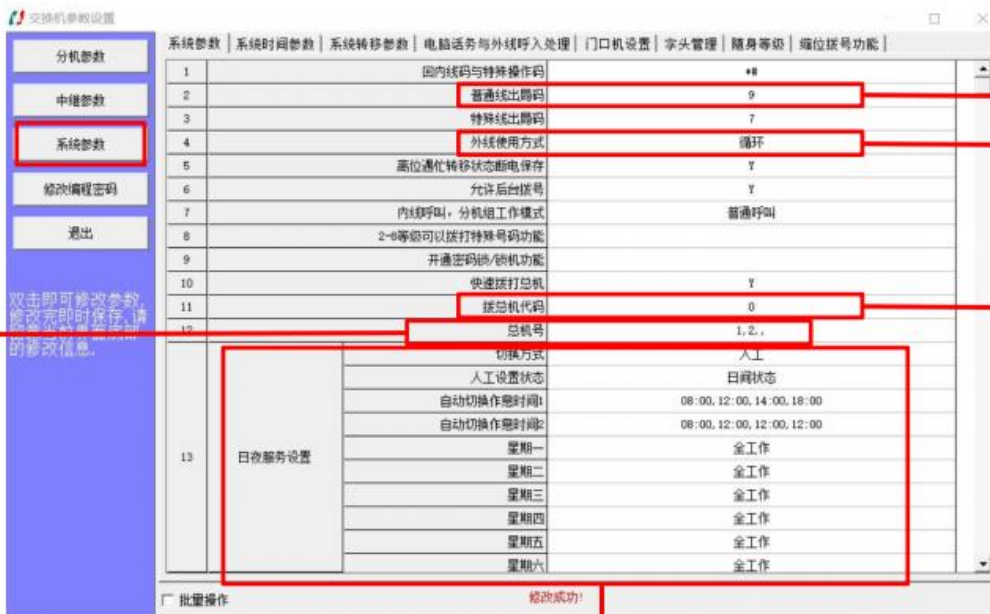 交换机参数设置
分机参数
中继参数
系统参数
修改编程密码
退出
双击即可修改参数,
修改完即时保存,请
的修改信息.
系统参数 系统时间参数 系统转移参数 电脑话务与外线呼入处理 门口机设置 字头管理 随身等级 缩位拨号功能
1 回内线码与特殊操作码 *#
2 普通线出局码 9
3 特殊线出局码 7
4 外线使用方式 循环
5 高位遇忙转移状态断电保存 Y
6 允许后台拨号 Y
7 内线呼叫,分机组工作模式 普通呼叫
8 2-8等级可以拨打特殊号码功能
9 开通密码锁/锁机功能
10 快速拨打总机 Y
11 拨总机代码 0
12 总机号 1,2,,
13 日夜服务设置
切换方式 人工
人工设置状态 日间状态
自动切换作息时间1 08:00,12:00,14:00,18:00
自动切换作息时间2 08:00,12:00,12:00,12:00
星期一 全工作
星期二 全工作
星期三 全工作
星期四 全工作
星期五 全工作
星期六 全工作
批量操作 修改成功!